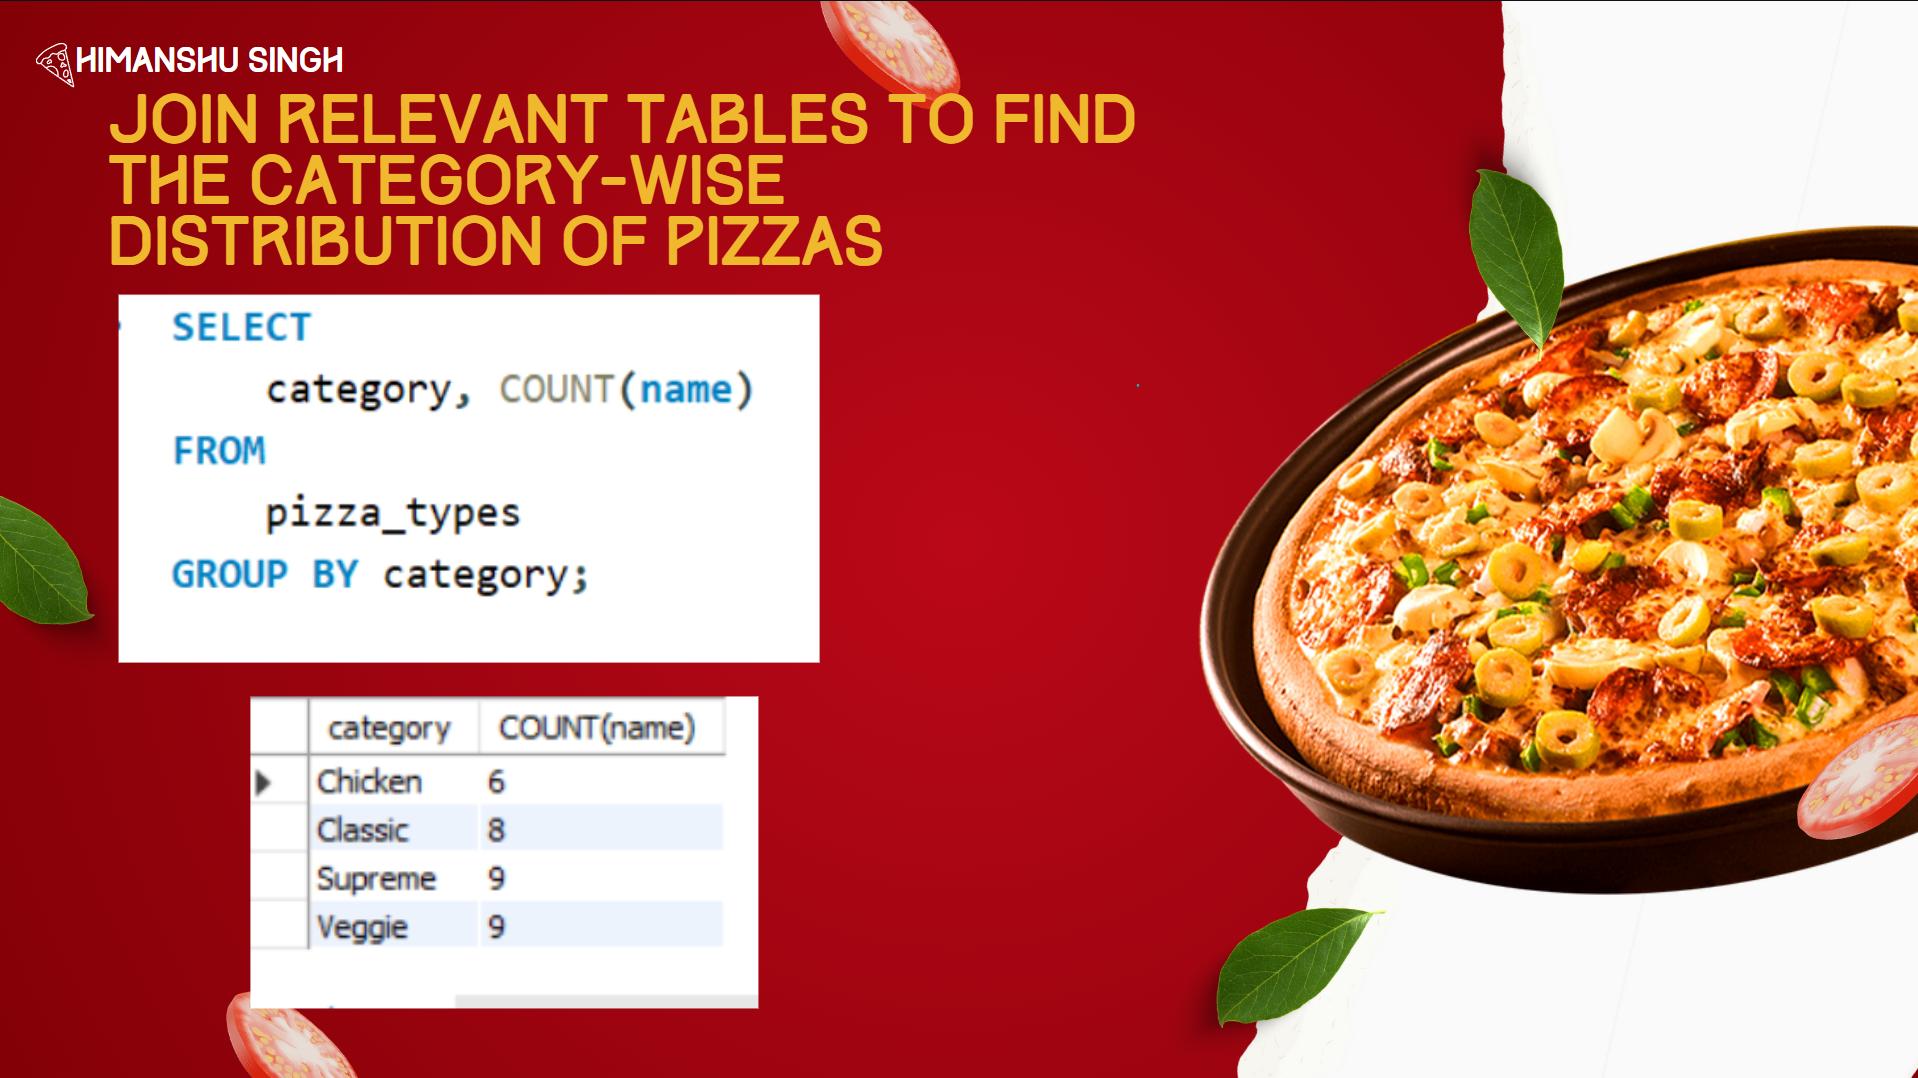 HIMANSHU SINGH
JOIN RELEVANT TABLES TO FIND
THE CATEGORY-WISE
DISTRIBUTION OF PIZZAS
SELECT
category, COUNT(name)
FROM
pizza_types
GROUP BY category;
category COUNT(name)
Chicken 6
Classic 8
Supreme 9
Veggie 9